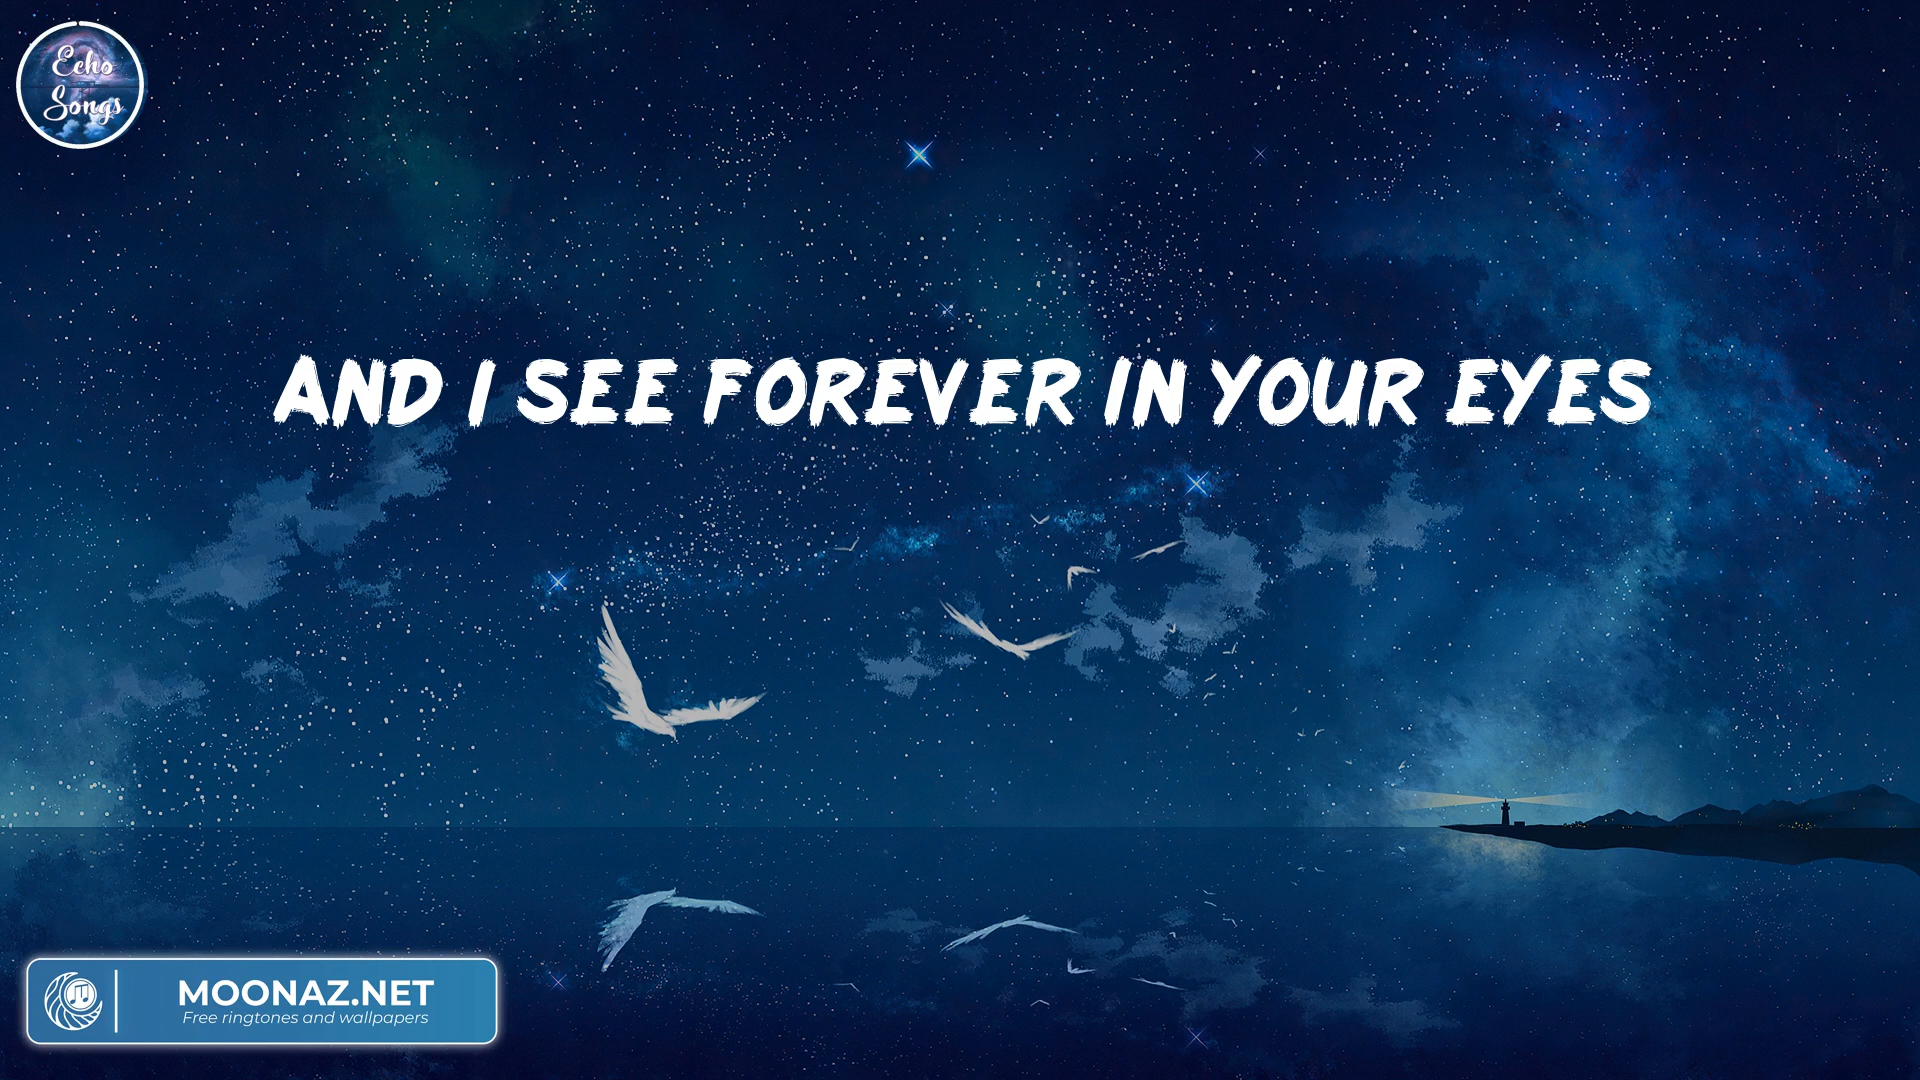 Echo
Songs
AND I SEE FOREVER IN YOUR EYES
MOONAZ.NET
Free ringtones and wallpapers